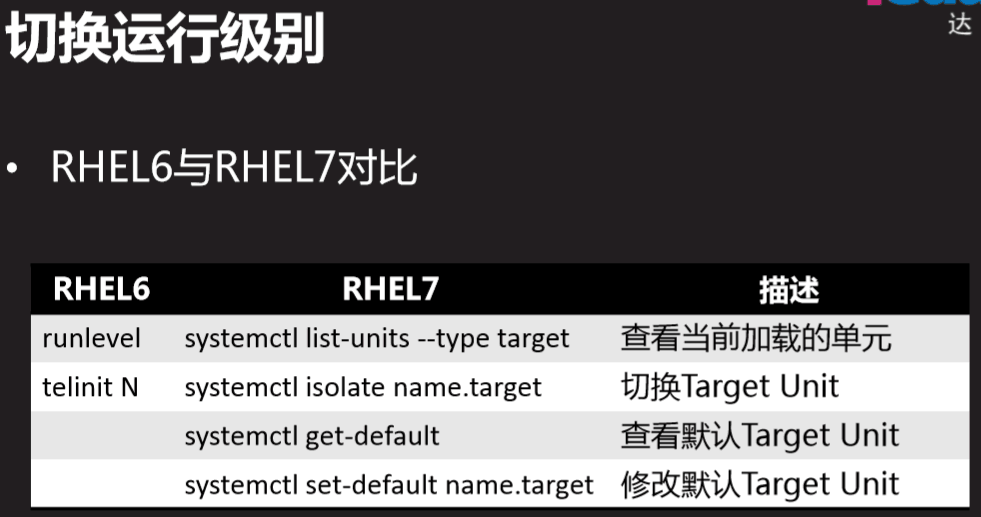 达
切换运行级别
• RHEL6与RHEL7对比
RHEL6 RHEL7 描述
runlevel systemctl list-units --type target 查看当前加载的单元
telinit N systemctl isolate name.target 切换Target Unit
systemctl get-default 查看默认Target Unit
systemctl set-default name.target 修改默认Target Unit